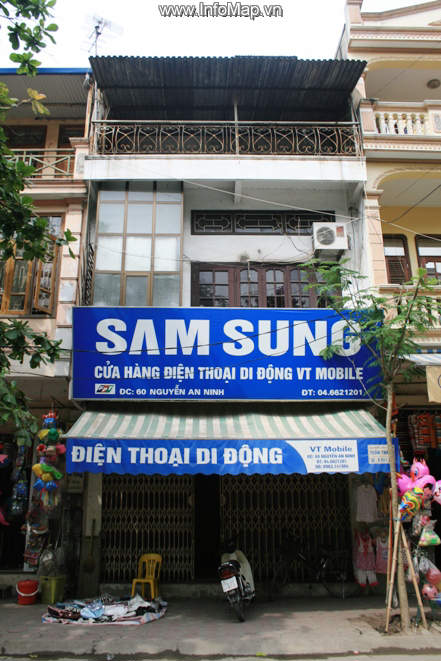 www.InfoMap.vn
SAM SUNG
CỬA HÀNG ĐIỆN THOẠI DI ĐỘNG VT MOBILE
ĐC: 60 NGUYỄN AN NINH
ĐT: 04.6621201
ĐIỆN THOẠI DI ĐỘNG
VT Mobile